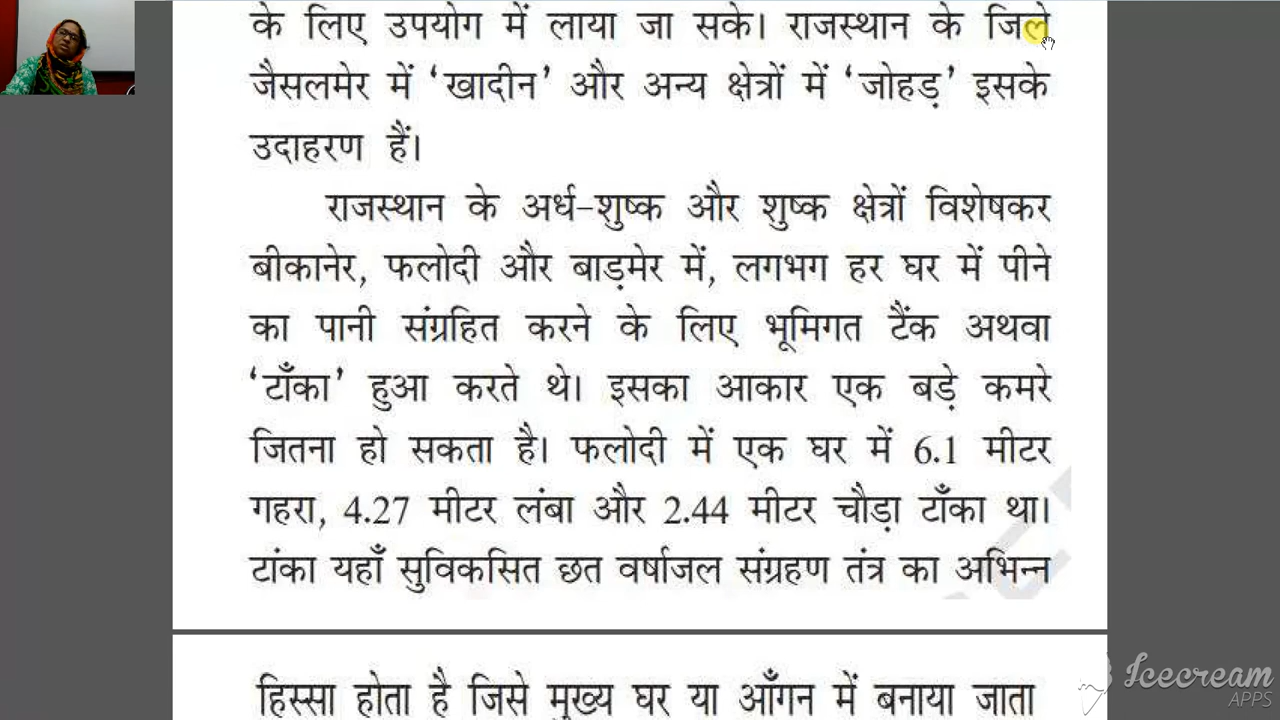 के लिए उपयोग में लाया जा सके। राजस्थान के जिले
जैसलमेर में ‘खादीन’ और अन्य क्षेत्रों में ‘जोहड़’ इसके
उदाहरण हैं।
राजस्थान के अर्ध-शुष्क और शुष्क क्षेत्रों विशेषकर
बीकानेर, फलोदी और बाड़मेर में, लगभग हर घर में पीने
का पानी संग्रहित करने के लिए भूमिगत टैंक अथवा
‘टाँका’ हुआ करते थे। इसका आकार एक बड़े कमरे
जितना हो सकता है। फलोदी में एक घर में 6.1 मीटर
गहरा, 4.27 मीटर लंबा और 2.44 मीटर चौड़ा टाँका था।
टांका यहाँ सुविकसित छत वर्षाजल संग्रहण तंत्र का अभिन्न
हिस्सा होता है जिसे मुख्य घर या आँगन में बनाया जाता
Icecream
APPS